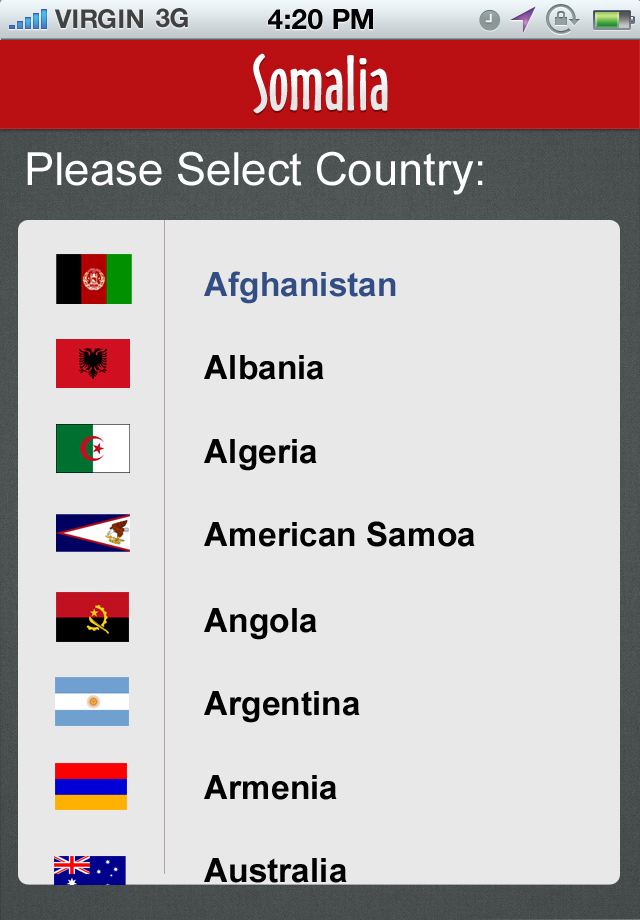 VIRGIN 3G 4:20 PM
Somalia
Please Select Country:
Afghanistan
Albania
Algeria
American Samoa
Angola
Argentina
Armenia
Australia